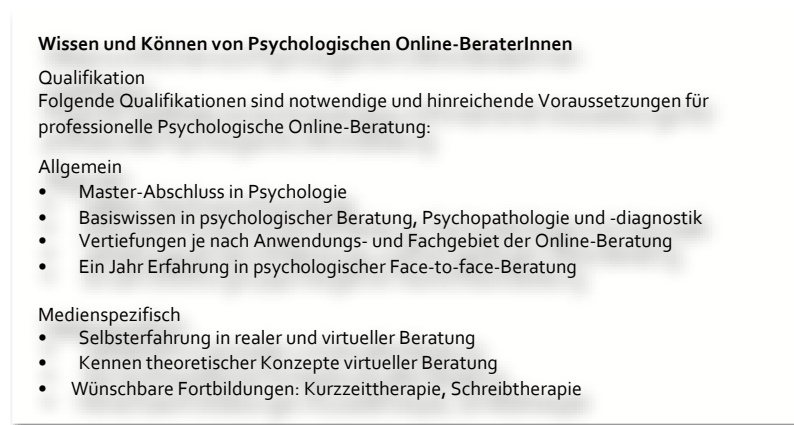 Wissen und Können von Psychologischen Online-BeraterInnen
Qualifikation
Folgende Qualifikationen sind notwendige und hinreichende Voraussetzungen für
professionelle Psychologische Online-Beratung:
Allgemein
• Master-Abschluss in Psychologie
• Basiswissen in psychologischer Beratung, Psychopathologie und -diagnostik
• Vertiefungen je nach Anwendungs- und Fachgebiet der Online-Beratung
• Ein Jahr Erfahrung in psychologischer Face-to-face-Beratung
Medienspezifisch
• Selbsterfahrung in realer und virtueller Beratung
• Kennen theoretischer Konzepte virtueller Beratung
• Wünschbare Fortbildungen: Kurzzeittherapie, Schreibtherapie